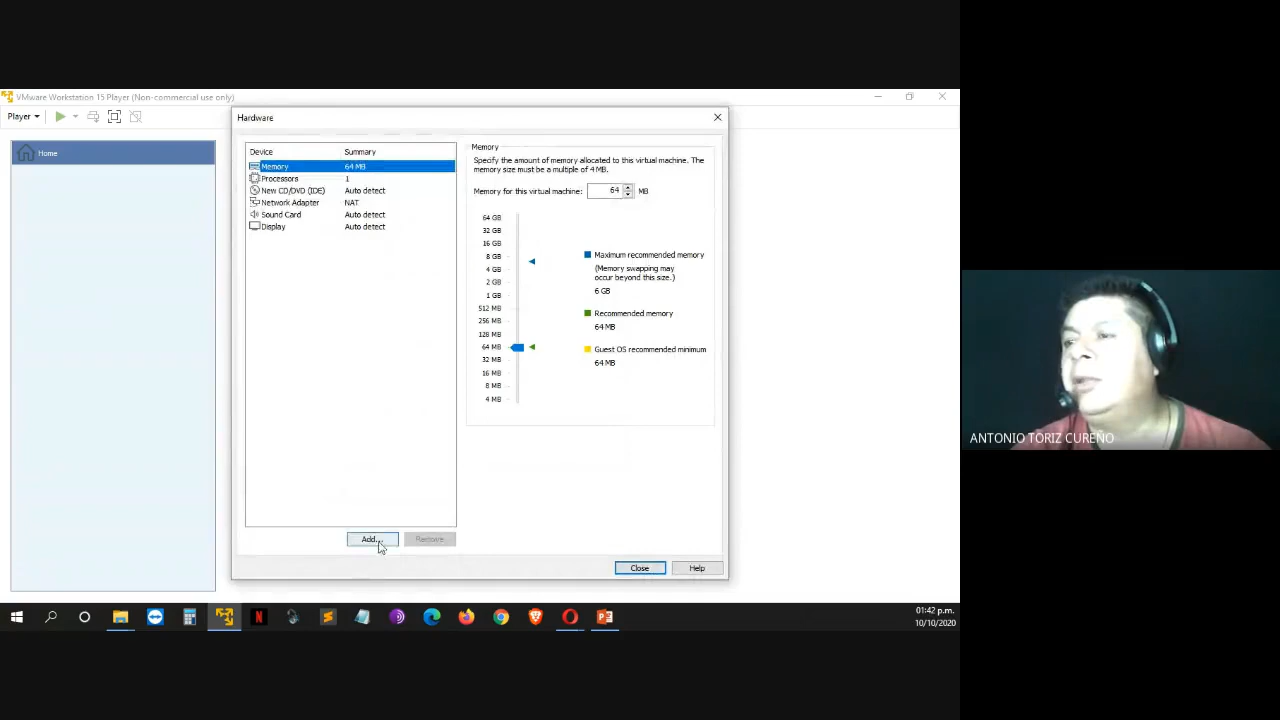 VMware Workstation 15 Player (Non-commercial use only)
Player
Home
Hardware
Device Summary
Memory 64 MB
Processors 1
New CD/DVD (IDE) Auto detect
Network Adapter NAT
Sound Card Auto detect
Display Auto detect
Add...
Remove
Memory
Specify the amount of memory allocated to this virtual machine. The
memory size must be a multiple of 4 MB.
Memory for this virtual machine: 64 MB
64 GB
32 GB
16 GB
8 GB
4 GB
2 GB
1 GB
512 MB
256 MB
128 MB
64 MB
32 MB
16 MB
8 MB
4 MB
Maximum recommended memory
(Memory swapping may
occur beyond this size.)
6 GB
Recommended memory
64 MB
Guest OS recommended minimum
64 MB
Close
Help
ANTONIO TORIZ CUREÑO
01:42 p.m.
10/10/2020